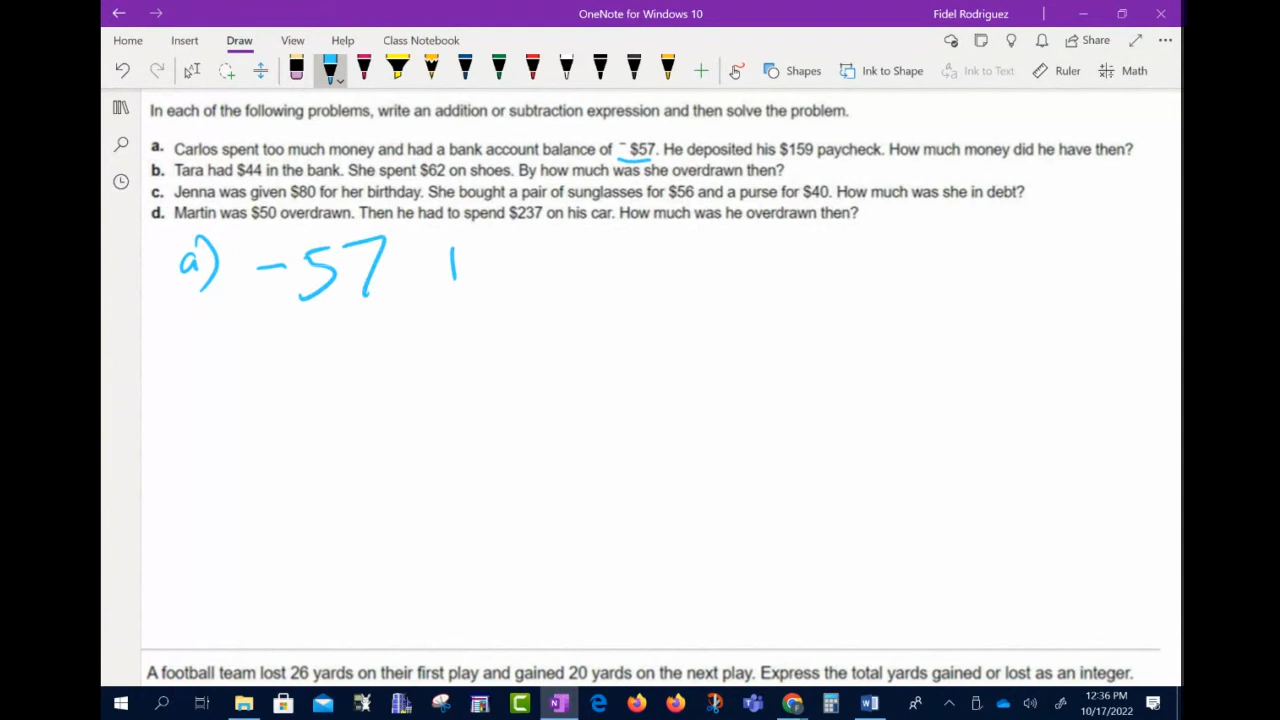 OneNote for Windows 10
Fidel Rodriguez
Home Insert Draw View Help Class Notebook
Share
Shapes Ink to Shape Ink to Text Ruler Math
In each of the following problems, write an addition or subtraction expression and then solve the problem.
a. Carlos spent too much money and had a bank account balance of ⁻$57. He deposited his $159 paycheck. How much money did he have then?
b. Tara had $44 in the bank. She spent $62 on shoes. By how much was she overdrawn then?
c. Jenna was given $80 for her birthday. She bought a pair of sunglasses for $56 and a purse for $40. How much was she in debt?
d. Martin was $50 overdrawn. Then he had to spend $237 on his car. How much was he overdrawn then?
a) -57 |
A football team lost 26 yards on their first play and gained 20 yards on the next play. Express the total yards gained or lost as an integer.
12:36 PM
10/17/2022